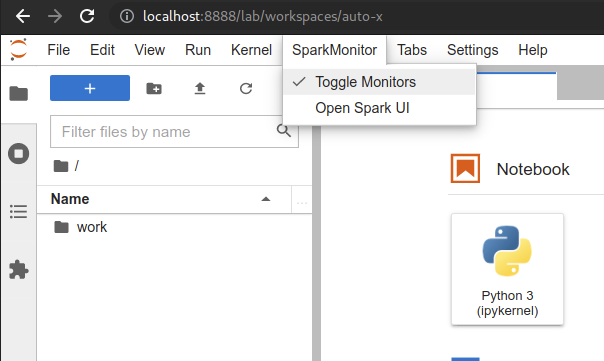 localhost:8888/lab/workspaces/auto-x
File Edit View Run Kernel SparkMonitor Tabs Settings Help
Toggle Monitors
Open Spark UI
+
Filter files by name
/
Name ...
work
Notebook
Python 3
(ipykernel)